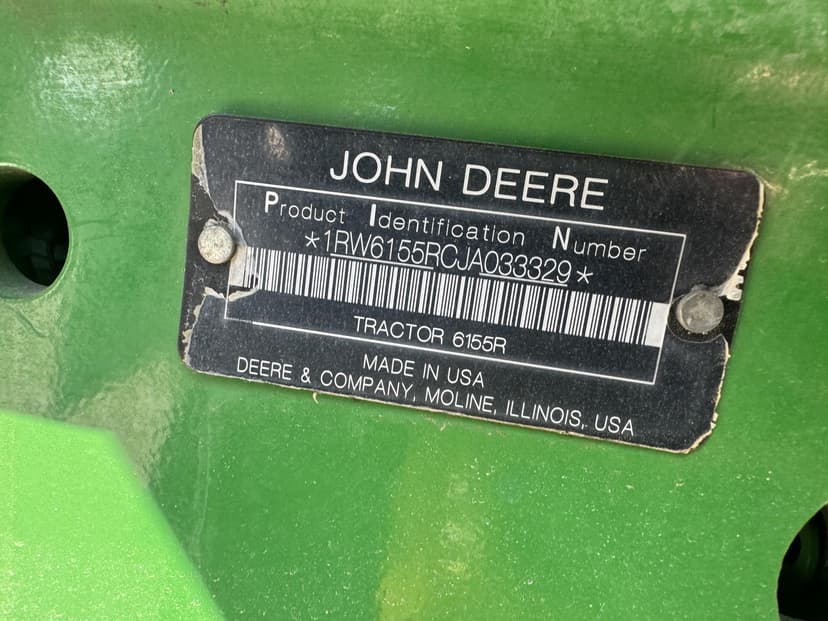 JOHN DEERE
Product Identification Number
*1RW6155RCJA033329*
TRACTOR 6155R
MADE IN USA
DEERE & COMPANY, MOLINE, ILLINOIS, USA